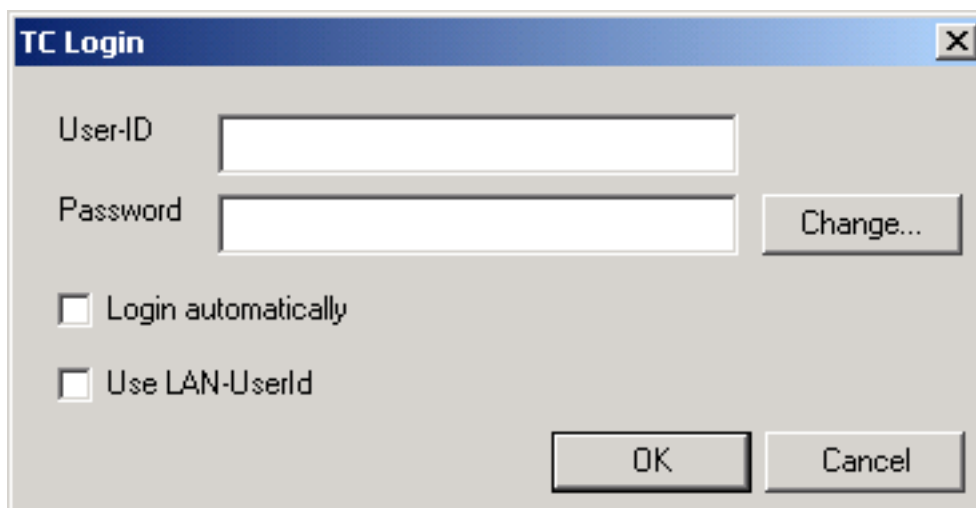 TC Login
User-ID
Password
Change...
Login automatically
Use LAN-UserId
OK
Cancel